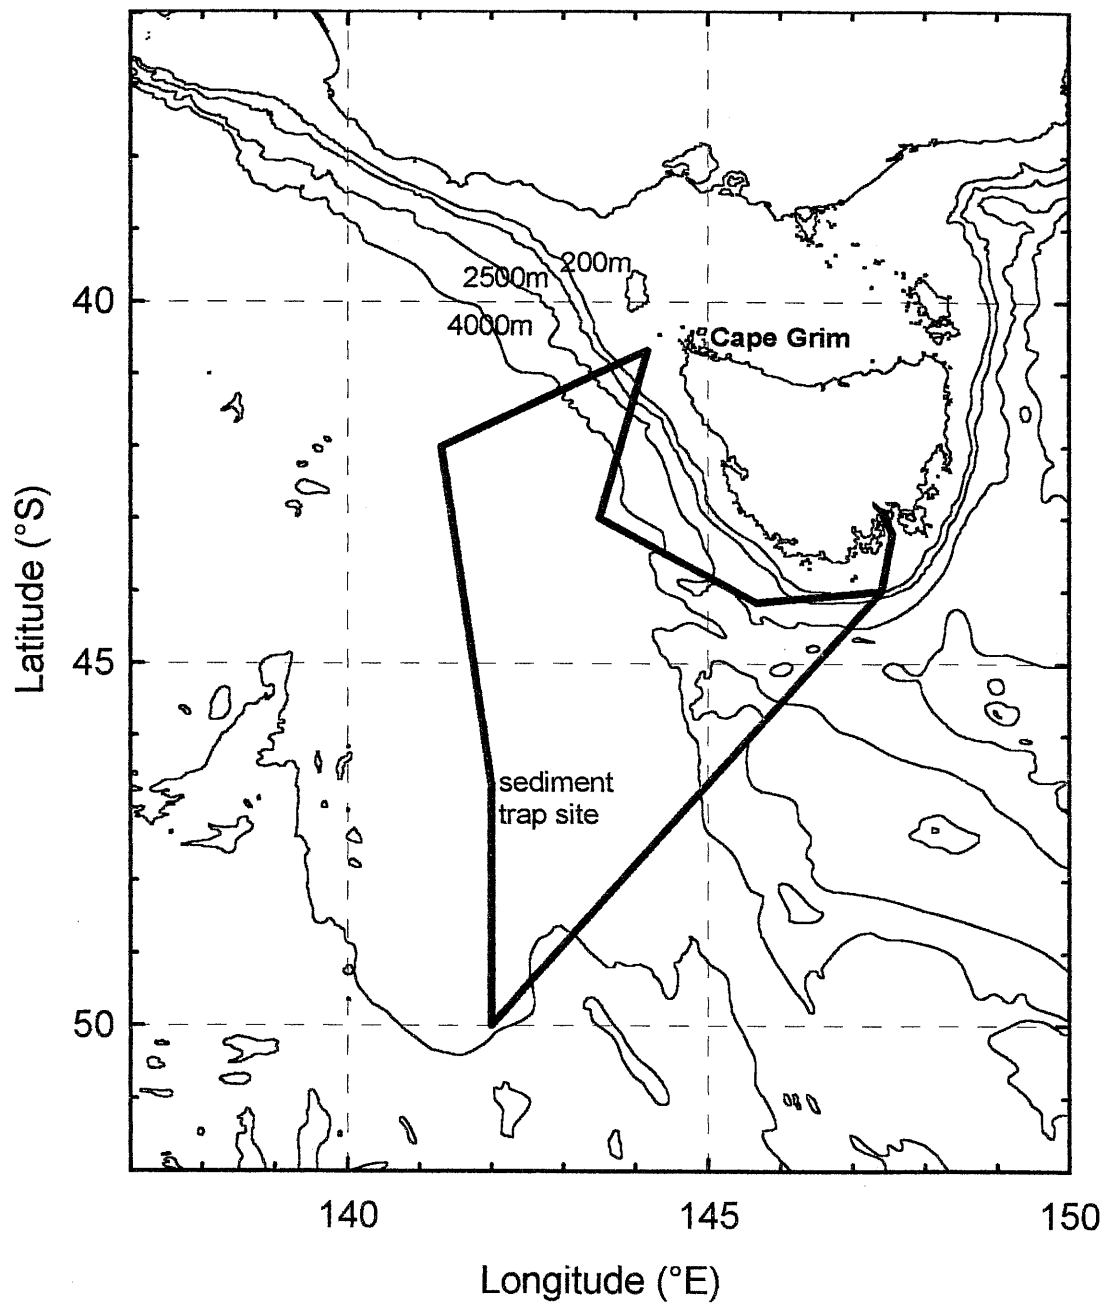 200m
2500m
40
4000m
Cape Grim
Latitude (°S)
45
sediment
trap site
50
140
145
150
Longitude (°E)